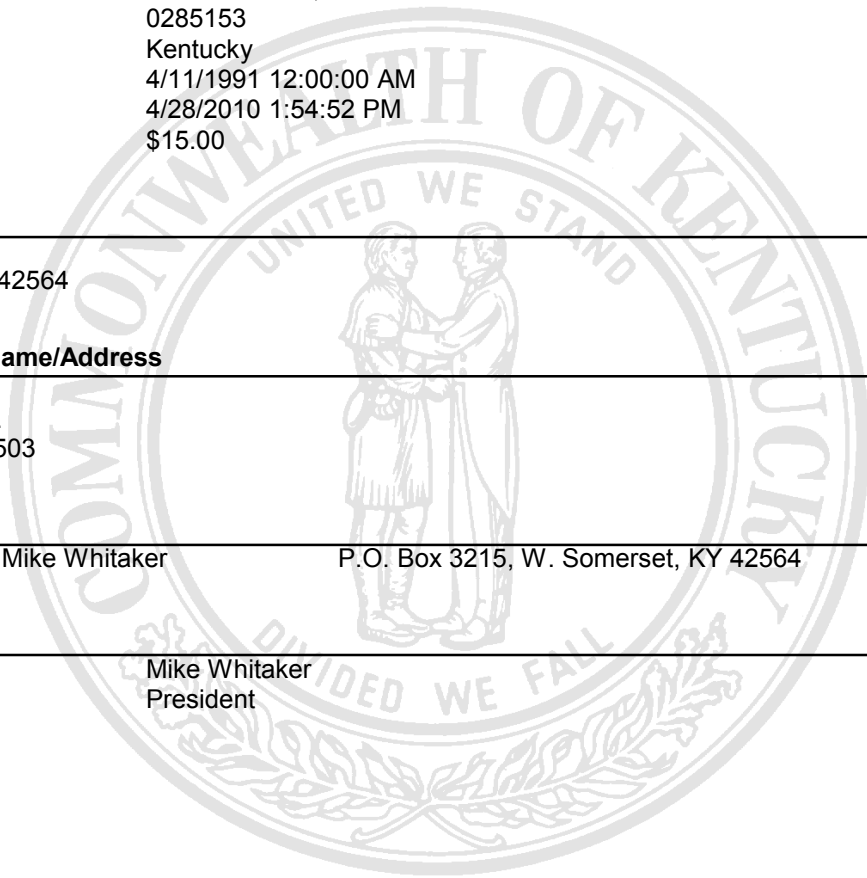 0285153
Kentucky
4/11/1991 12:00:00 AM
4/28/2010 1:54:52 PM
$15.00
COMMONWEALTH OF KENTUCKY
UNITED WE STAND
42564
ame/Address
503
Mike Whitaker P.O. Box 3215, W. Somerset, KY 42564
Mike Whitaker
President
DIVIDED WE FALL